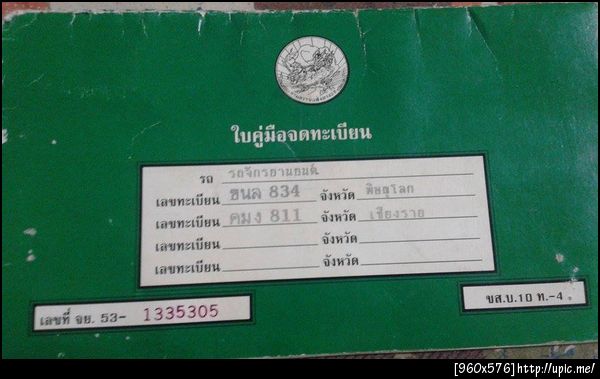 ใบคู่มือจดทะเบียน
รถ รถจักรยานยนต์
เลขทะเบียน ขนล 834 จังหวัด พิษณุโลก
เลขทะเบียน คมง 811 จังหวัด เชียงราย
เลขทะเบียน จังหวัด
เลขทะเบียน จังหวัด
เลขที่ จย. 53- 1335305
ขส.บ.10 ท.-4
[960x576]http://upic.me/